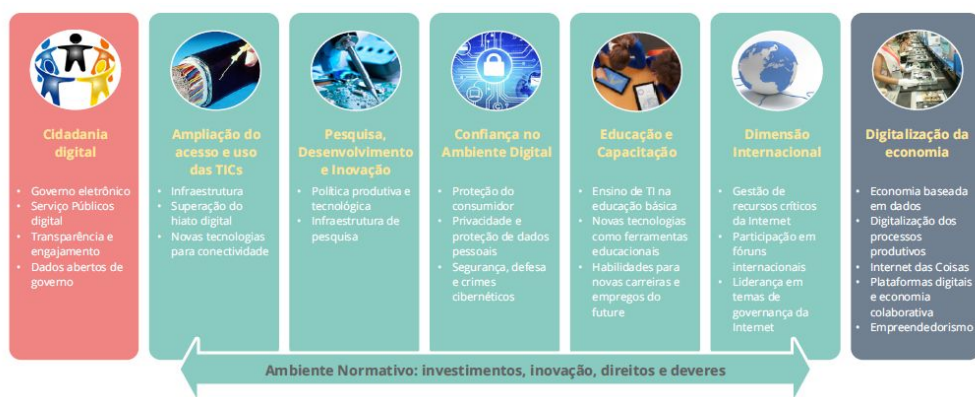 Cidadania
digital
• Governo eletrônico
• Serviço Públicos
digital
• Transparência e
engajamento
• Dados abertos de
governo
Ampliação do
acesso e uso
das TICs
• Infraestrutura
• Superação do
hiato digital
• Novas tecnologias
para conectividade
Pesquisa,
Desenvolvimento
e Inovação
• Política produtiva e
tecnológica
• Infraestrutura de
pesquisa
Confiança no
Ambiente Digital
• Proteção do
consumidor
• Privacidade e
proteção de dados
pessoais
• Segurança, defesa
e crimes
cibernéticos
Educação e
Capacitação
• Ensino de TI na
educação básica
• Novas tecnologias
como ferramentas
educacionais
• Habilidades para
novas carreiras e
empregos do
future
Dimensão
Internacional
• Gestão de
recursos críticos
da Internet
• Participação em
fóruns
internacionais
• Liderança em
temas de
governança da
Internet
Digitalização da
economia
• Economia baseada
em dados
• Digitalização dos
processos
produtivos
• Internet das Coisas
• Plataformas digitais
e economia
colaborativa
• Empreendedorismo
Ambiente Normativo: investimentos, inovação, direitos e deveres